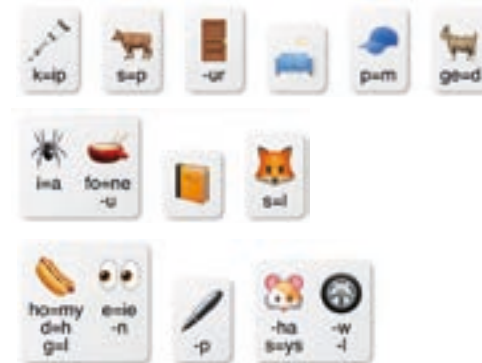 k=ip s=p -ur p=m ge=d
i=a fo=ne
-u
s=l
ho=my e=ie
d=h -n
g=l
-p
-ha -w
s=ys -l